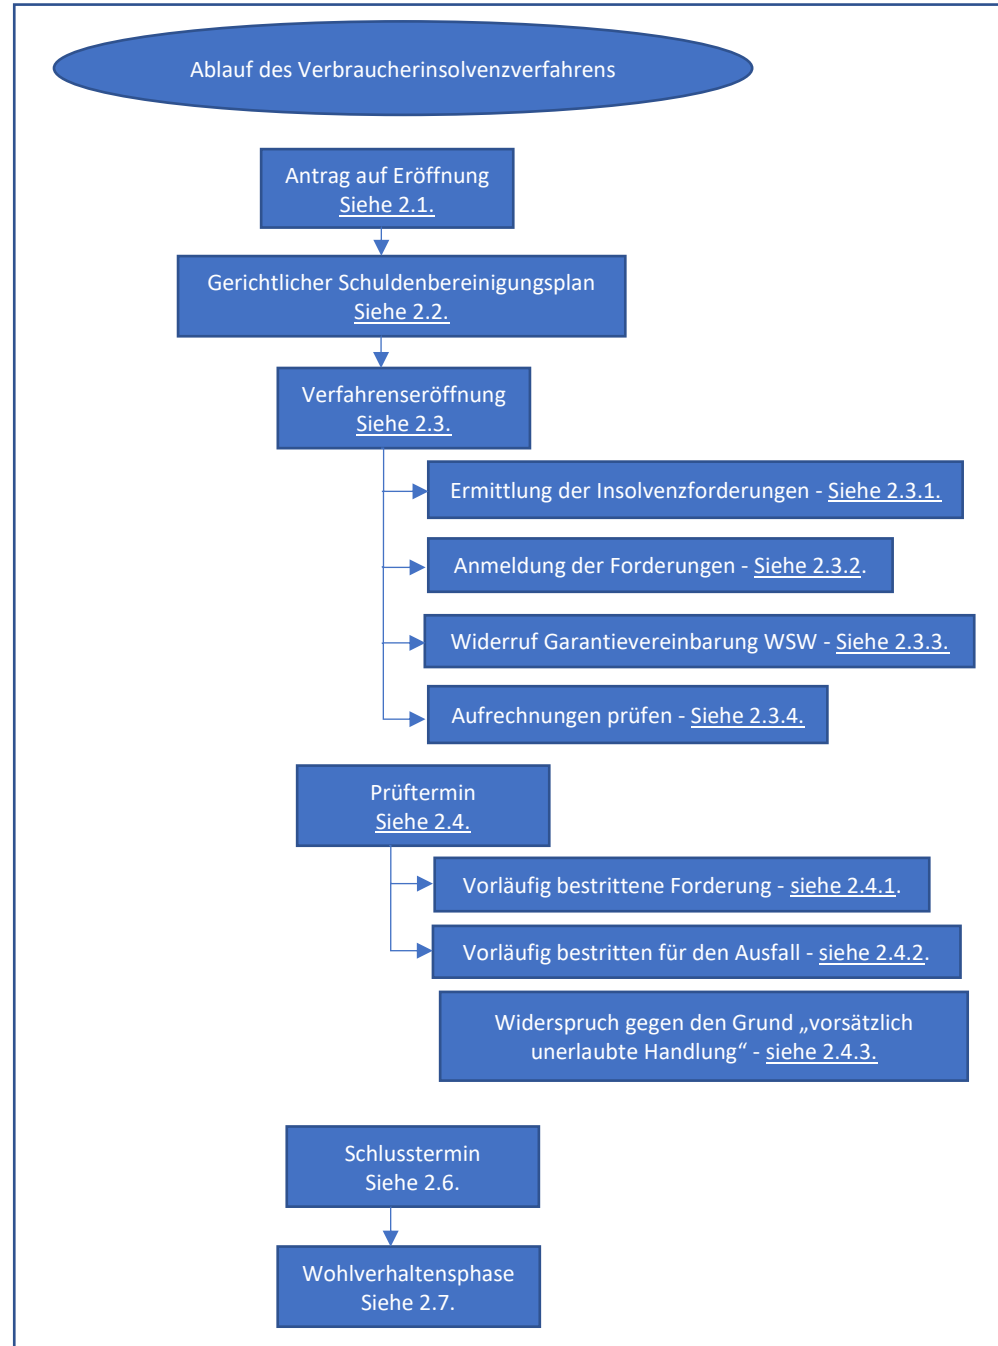 Ablauf des Verbraucherinsolvenzverfahrens
Antrag auf Eröffnung
Siehe 2.1.
Gerichtlicher Schuldenbereinigungsplan
Siehe 2.2.
Verfahrenseröffnung
Siehe 2.3.
Ermittlung der Insolvenzforderungen - Siehe 2.3.1.
Anmeldung der Forderungen - Siehe 2.3.2.
Widerruf Garantievereinbarung WSW - Siehe 2.3.3.
Aufrechnungen prüfen - Siehe 2.3.4.
Prüftermin
Siehe 2.4.
Vorläufig bestrittene Forderung - siehe 2.4.1.
Vorläufig bestritten für den Ausfall - siehe 2.4.2.
Widerspruch gegen den Grund „vorsätzlich
unerlaubte Handlung“ - siehe 2.4.3.
Schlusstermin
Siehe 2.6.
Wohlverhaltensphase
Siehe 2.7.